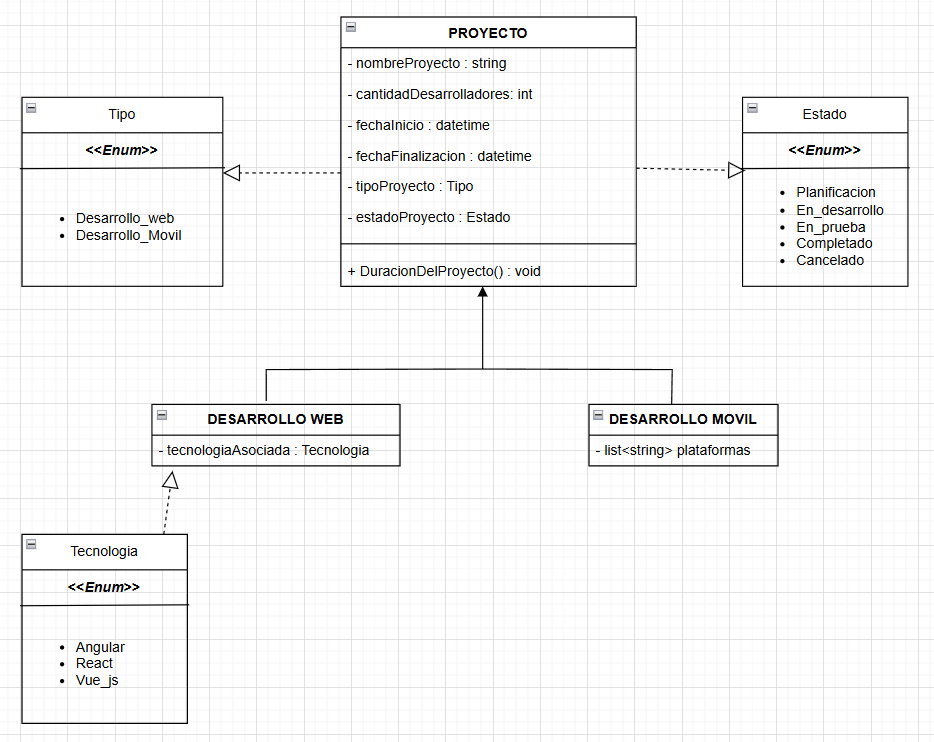 PROYECTO
- nombreProyecto : string
- cantidadDesarrolladores: int
- fechaInicio : datetime
- fechaFinalizacion : datetime
- tipoProyecto : Tipo
- estadoProyecto : Estado
+ DuracionDelProyecto() : void
Tipo
<<Enum>>
Desarrollo_web
Desarrollo_Movil
Estado
<<Enum>>
Planificacion
En_desarrollo
En_prueba
Completado
Cancelado
DESARROLLO WEB
- tecnologiaAsociada : Tecnologia
DESARROLLO MOVIL
- list<string> plataformas
Tecnologia
<<Enum>>
Angular
React
Vue_js